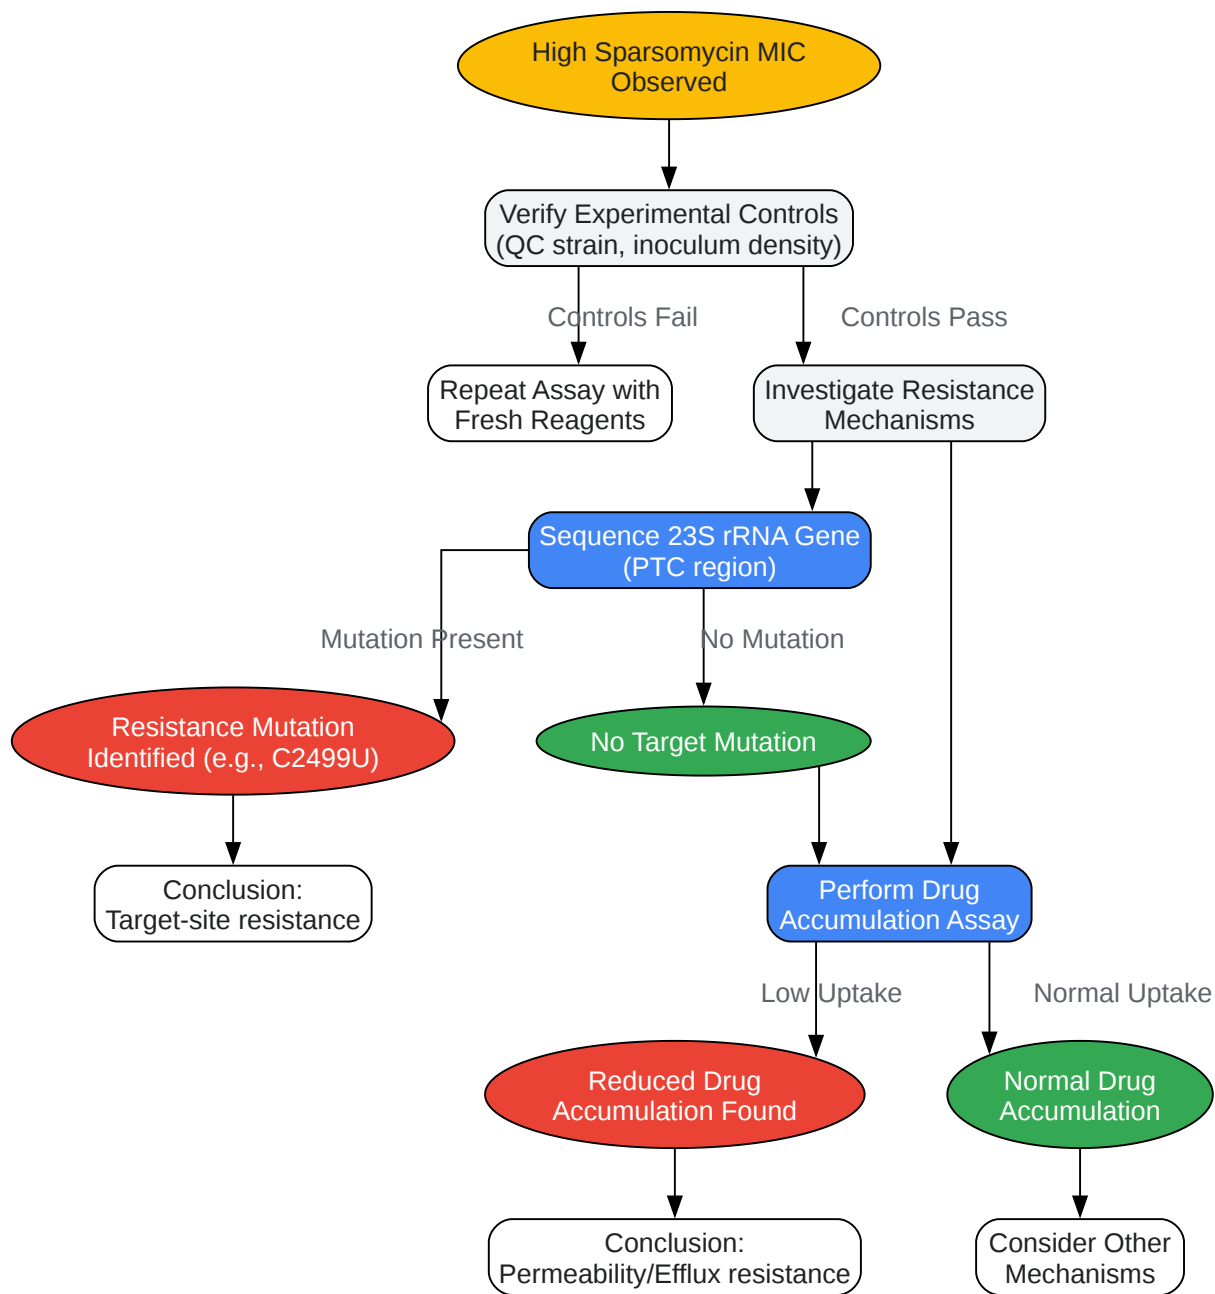 High Sparsomycin MIC
Observed
Verify Experimental Controls
(QC strain, inoculum density)
Controls Fail
Controls Pass
Repeat Assay with
Fresh Reagents
Investigate Resistance
Mechanisms
Sequence 23S rRNA Gene
(PTC region)
Mutation Present
No Mutation
Resistance Mutation
Identified (e.g., C2499U)
No Target Mutation
Conclusion:
Target-site resistance
Perform Drug
Accumulation Assay
Low Uptake
Normal Uptake
Reduced Drug
Accumulation Found
Normal Drug
Accumulation
Conclusion:
Permeability/Efflux resistance
Consider Other
Mechanisms